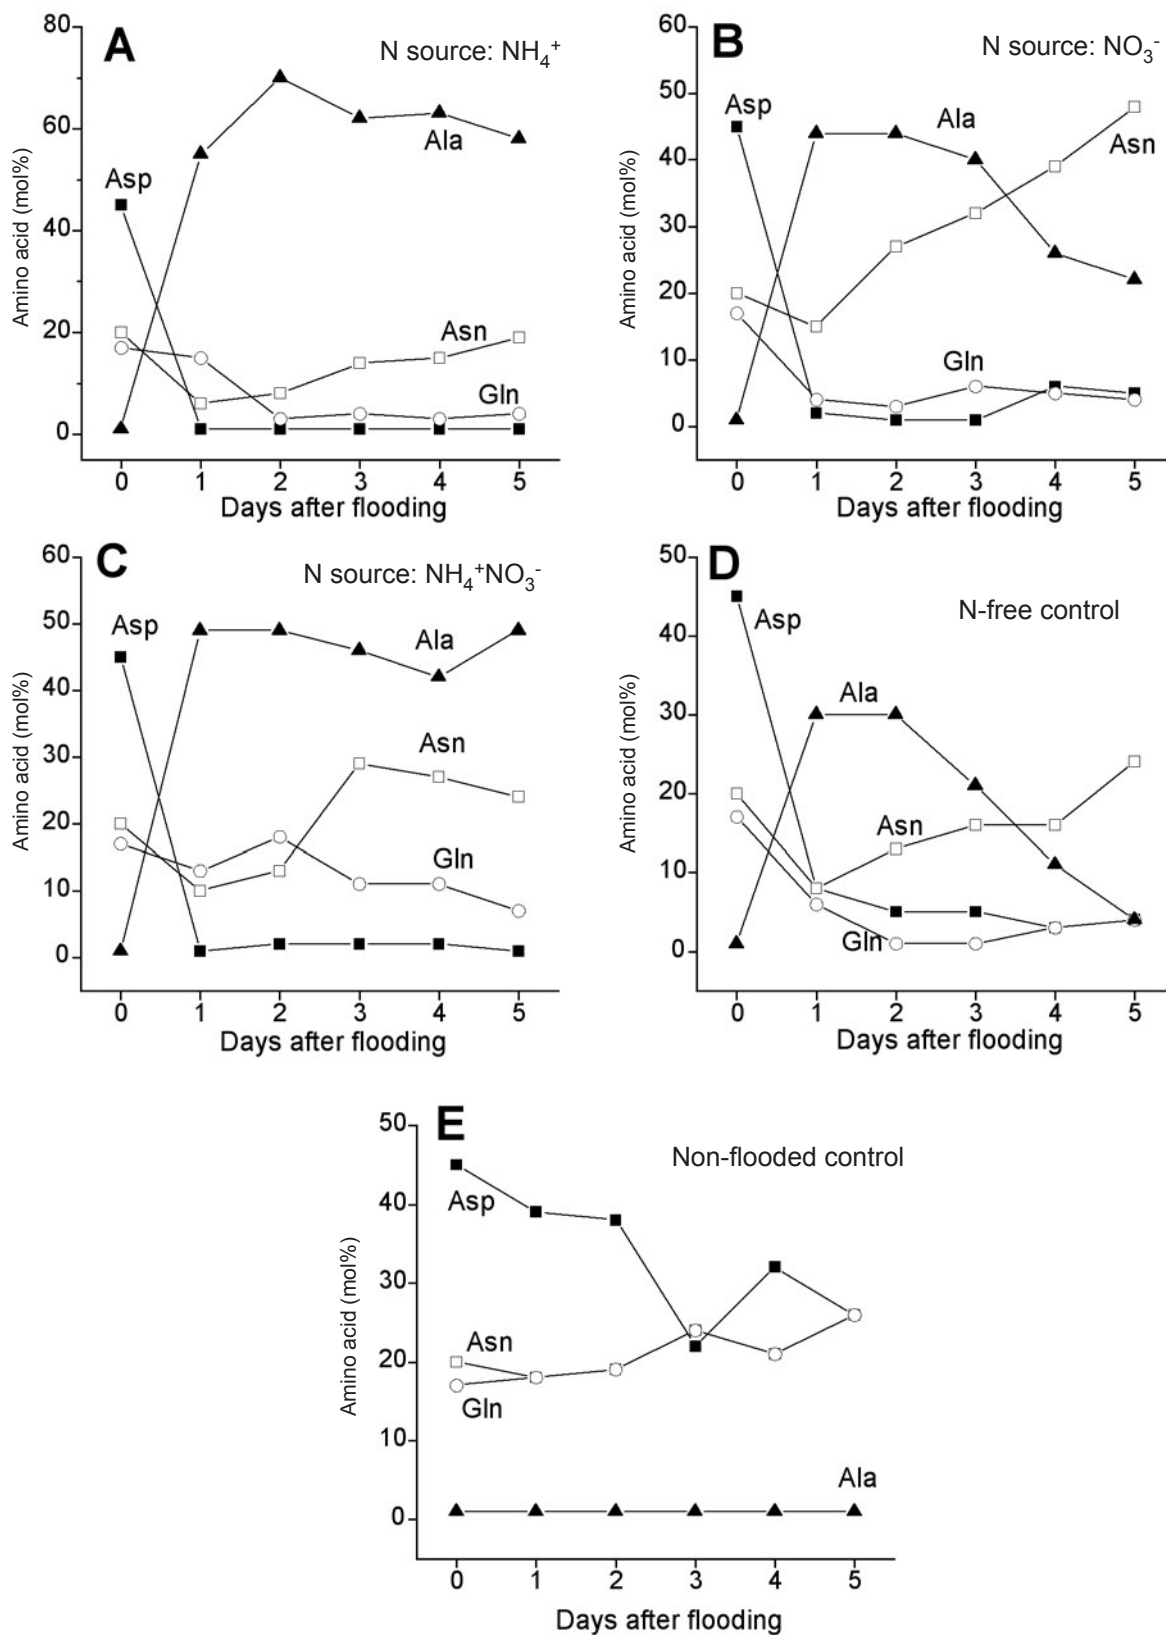 A
N source: NH₄⁺
Amino acid (mol%)
80
60
40
20
0
Asp
Ala
Asn
Gln
0 1 2 3 4 5
Days after flooding
B
N source: NO₃⁻
Amino acid (mol%)
60
50
40
30
20
10
0
Asp
Ala
Asn
Gln
0 1 2 3 4 5
Days after flooding
C
N source: NH₄⁺NO₃⁻
Amino acid (mol%)
60
50
40
30
20
10
0
Asp
Ala
Asn
Gln
0 1 2 3 4 5
Days after flooding
D
N-free control
Amino acid (mol%)
50
40
30
20
10
0
Asp
Ala
Asn
Gln
0 1 2 3 4 5
Days after flooding
E
Non-flooded control
Amino acid (mol%)
50
40
30
20
10
0
Asp
Asn
Gln
Ala
0 1 2 3 4 5
Days after flooding